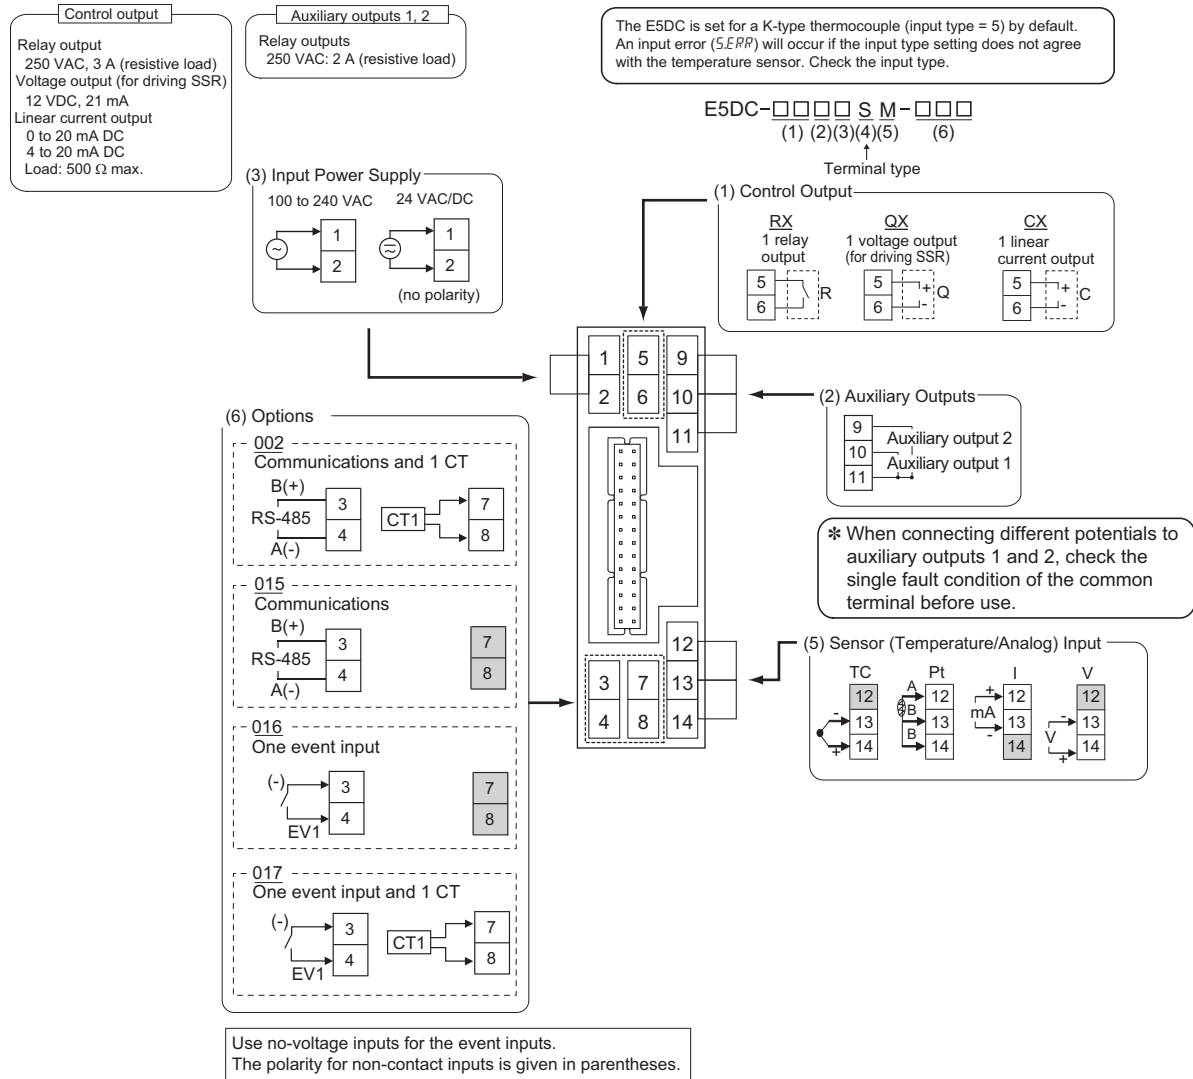 Control output
Relay output
250 VAC, 3 A (resistive load)
Voltage output (for driving SSR)
12 VDC, 21 mA
Linear current output
0 to 20 mA DC
4 to 20 mA DC
Load: 500 Ω max.
Auxiliary outputs 1, 2
Relay outputs
250 VAC: 2 A (resistive load)
The E5DC is set for a K-type thermocouple (input type = 5) by default.
An input error (S.ERR) will occur if the input type setting does not agree
with the temperature sensor. Check the input type.
E5DC-□□□□ S M-□□□
(1) (2)(3)(4)(5) (6)
Terminal type
(3) Input Power Supply
100 to 240 VAC 24 VAC/DC
1 1
2 2
(no polarity)
(1) Control Output
RX QX CX
1 relay
output
1 voltage output
(for driving SSR)
1 linear
current output
5 R
6
5 + Q
6 -
5 + C
6 -
1 5 9
2 6 10
11
12
3 7 13
4 8 14
(2) Auxiliary Outputs
9
Auxiliary output 2
10
Auxiliary output 1
11
* When connecting different potentials to
auxiliary outputs 1 and 2, check the
single fault condition of the common
terminal before use.
(5) Sensor (Temperature/Analog) Input
TC Pt I V
12 A 12 + 12 12
- 13 B 13 mA 13 - 13
+ 14 B 14 - 14 V + 14
(6) Options
002
Communications and 1 CT
B(+)
3 7
RS-485 CT1
4 8
A(-)
015
Communications
B(+)
3 7
RS-485
4 8
A(-)
016
One event input
(-) 3 7
4 8
EV1
017
One event input and 1 CT
(-) 3 7
CT1
4 8
EV1
Use no-voltage inputs for the event inputs.
The polarity for non-contact inputs is given in parentheses.